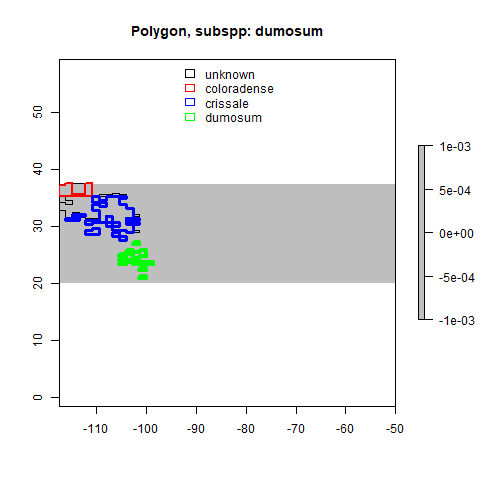 Polygon, subspp: dumosum
unknown
coloradense
crissale
dumosum
50
40
30
20
10
0
-110
-100
-90
-80
-70
-60
-50
1e-03
5e-04
0e+00
-5e-04
-1e-03